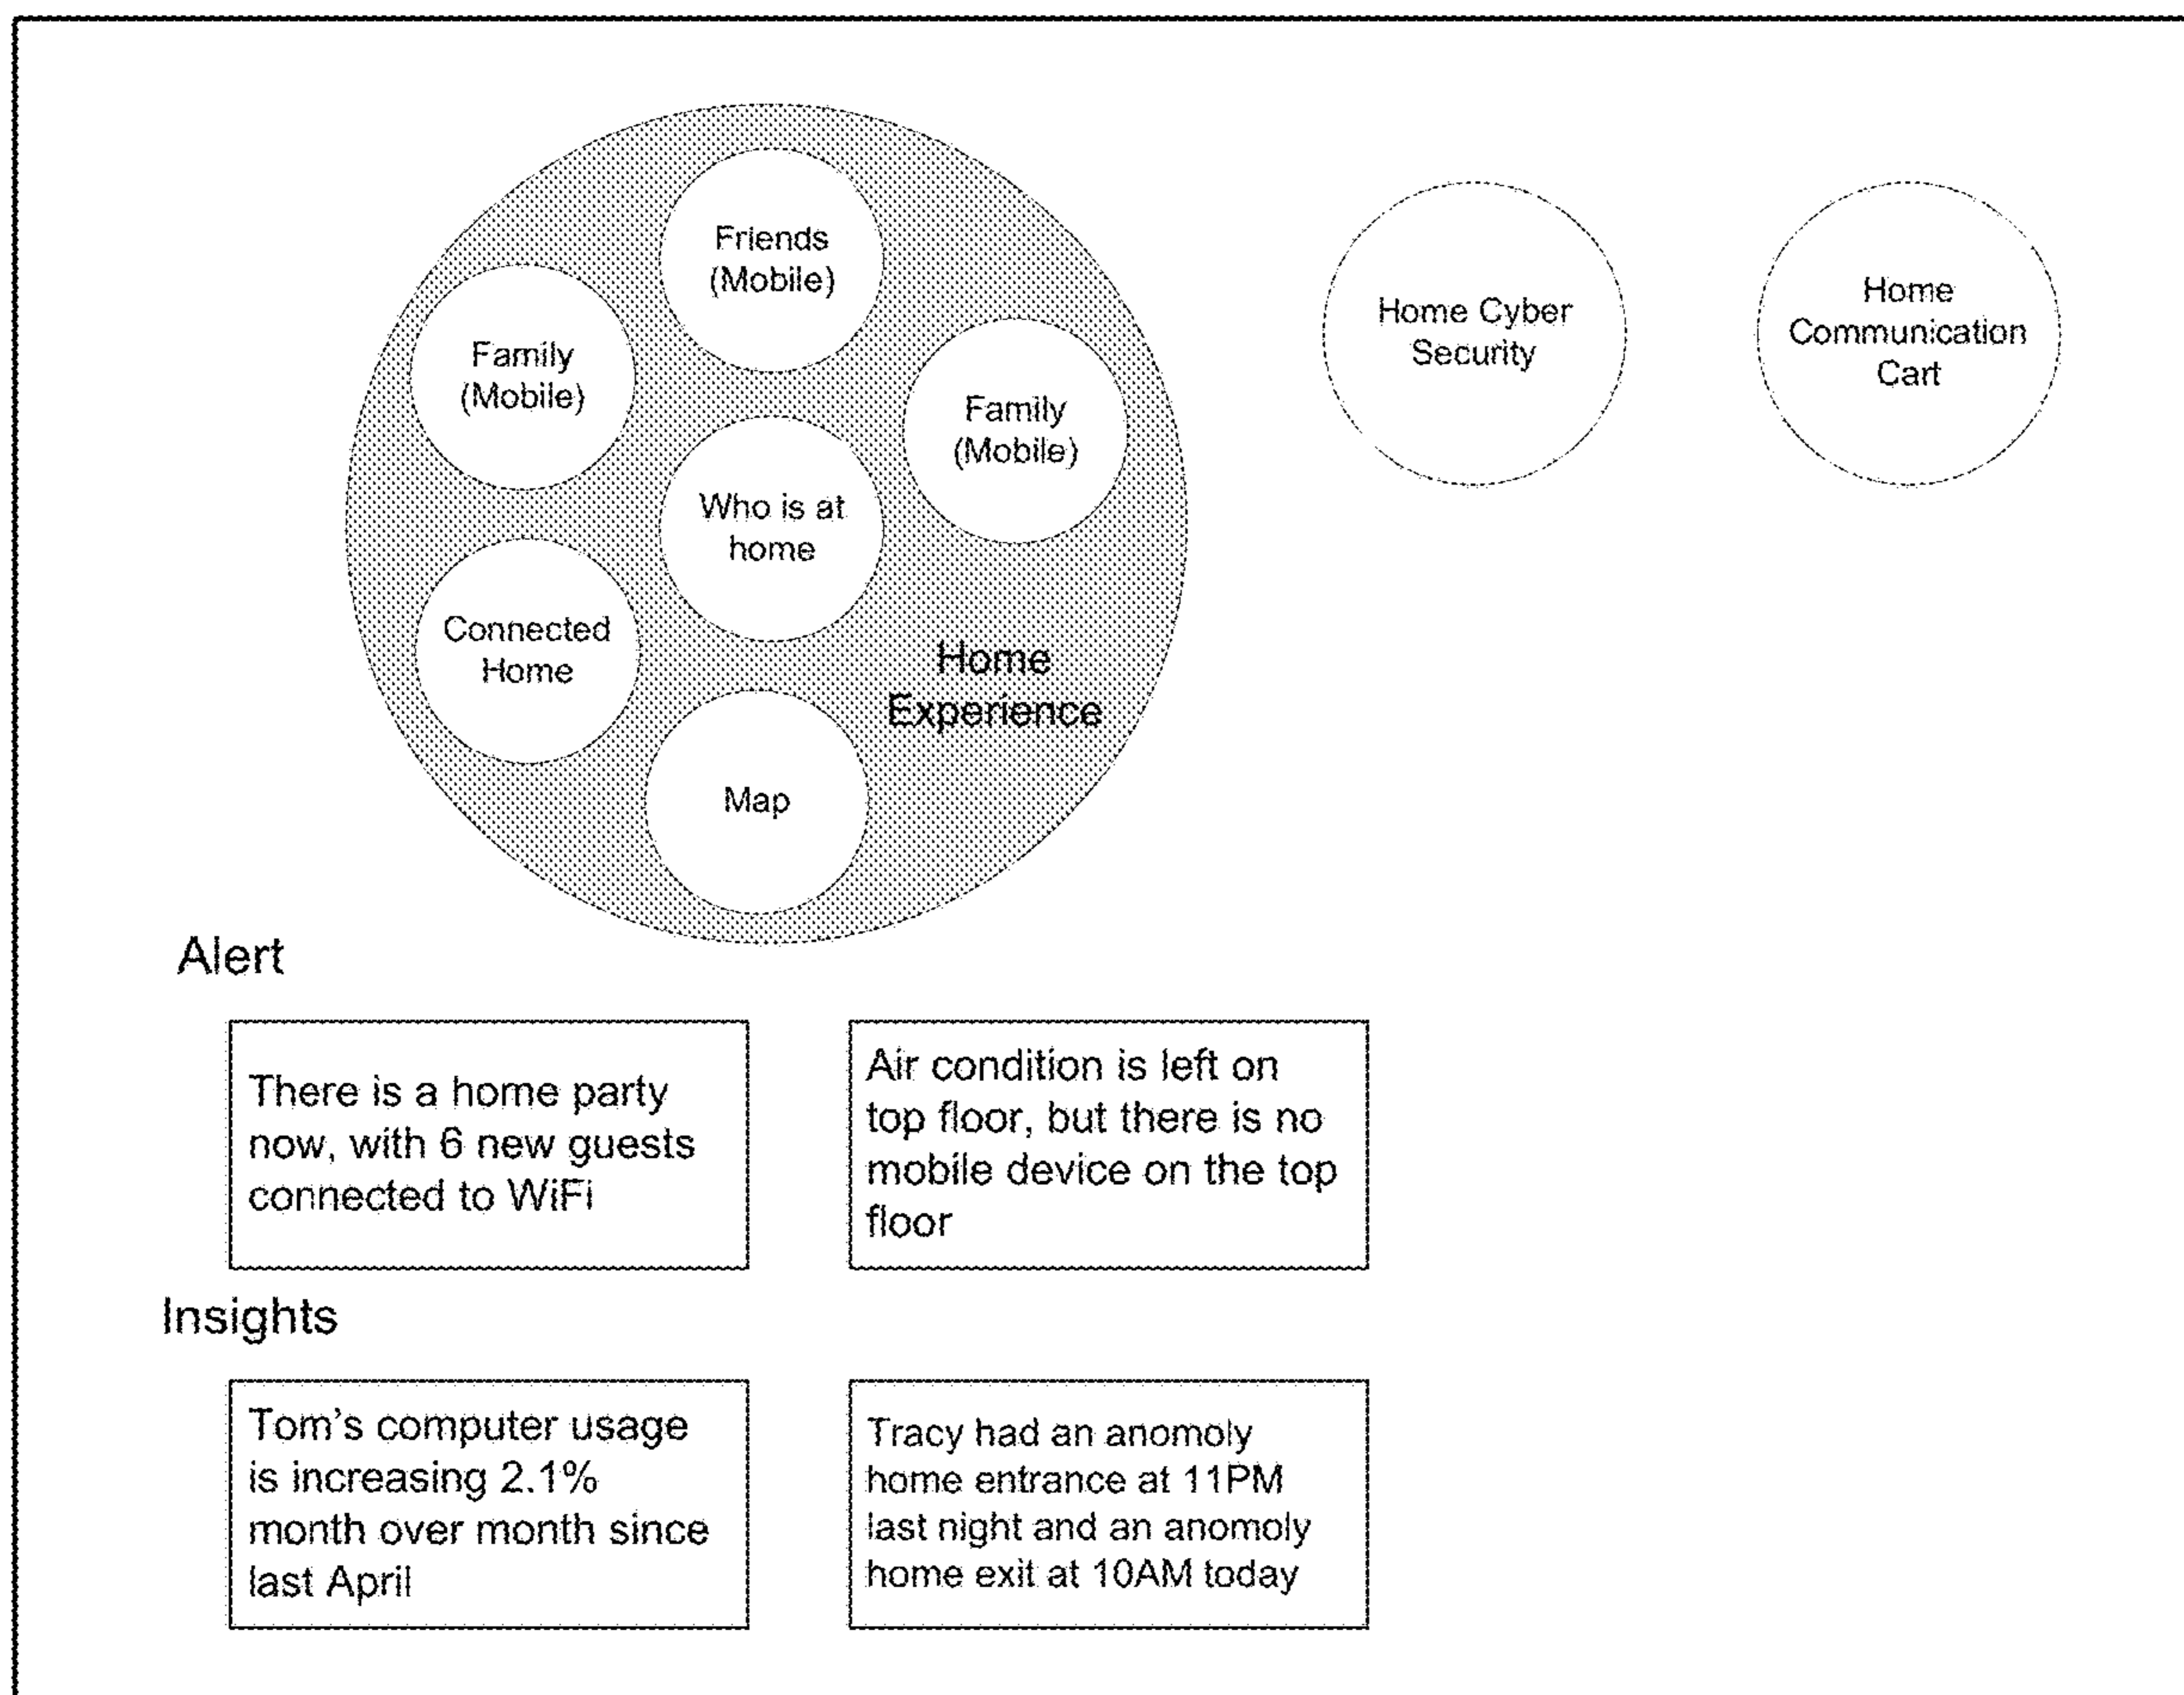 Friends
(Mobile)
Family
(Mobile)
Family
(Mobile)
Who is at
home
Connected
Home
Home
Experience
Map
Home Cyber
Security
Home
Communication
Cart
Alert
There is a home party
now, with 6 new guests
connected to WiFi
Air condition is left on
top floor, but there is no
mobile device on the top
floor
Insights
Tom's computer usage
is increasing 2.1%
month over month since
last April
Tracy had an anomoly
home entrance at 11PM
last night and an anomoly
home exit at 10AM today